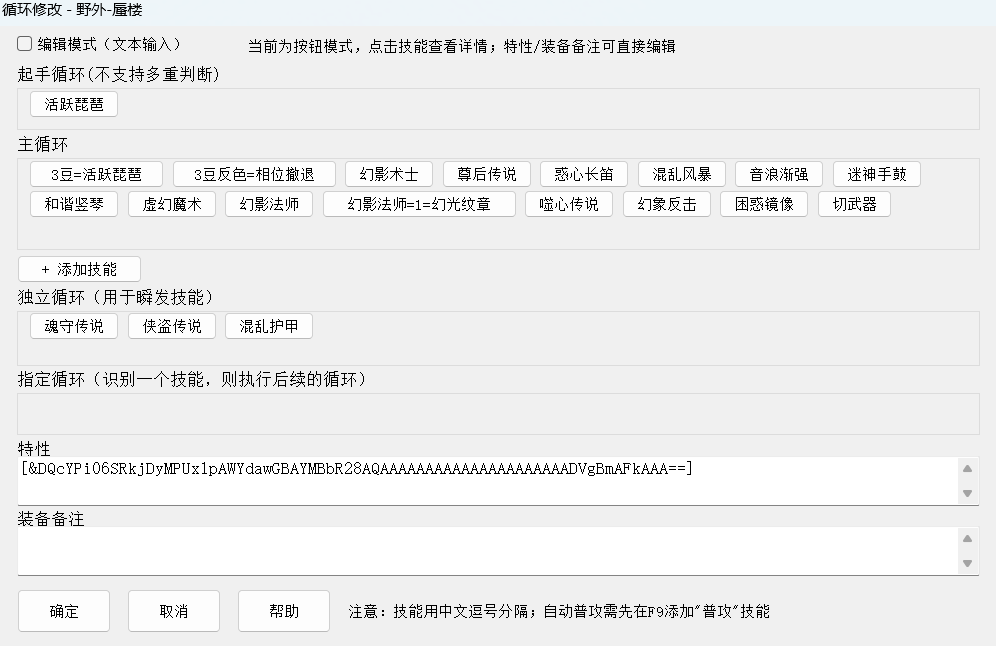 循环修改 - 野外-蜃楼
编辑模式（文本输入） 当前为按钮模式，点击技能查看详情；特性/装备备注可直接编辑
起手循环(不支持多重判断)
活跃琵琶
主循环
3豆=活跃琵琶 3豆反色=相位撤退 幻影术士 尊后传说 惑心长笛 混乱风暴 音浪渐强 迷神手鼓
和谐竖琴 虚幻魔术 幻影法师 幻影法师=1=幻光纹章 噬心传说 幻象反击 困惑镜像 切武器
+ 添加技能
独立循环（用于瞬发技能）
魂守传说 侠盗传说 混乱护甲
指定循环（识别一个技能，则执行后续的循环）
特性
[&DQcYPi06SRkjDyMPUxlpAWYdawGBAYMBbR28AQAAAAAAAAAAAAAAAAAAAAADVgBmAFkAAA==]
装备备注
确定 取消 帮助 注意：技能用中文逗号分隔；自动普攻需先在F9添加"普攻"技能